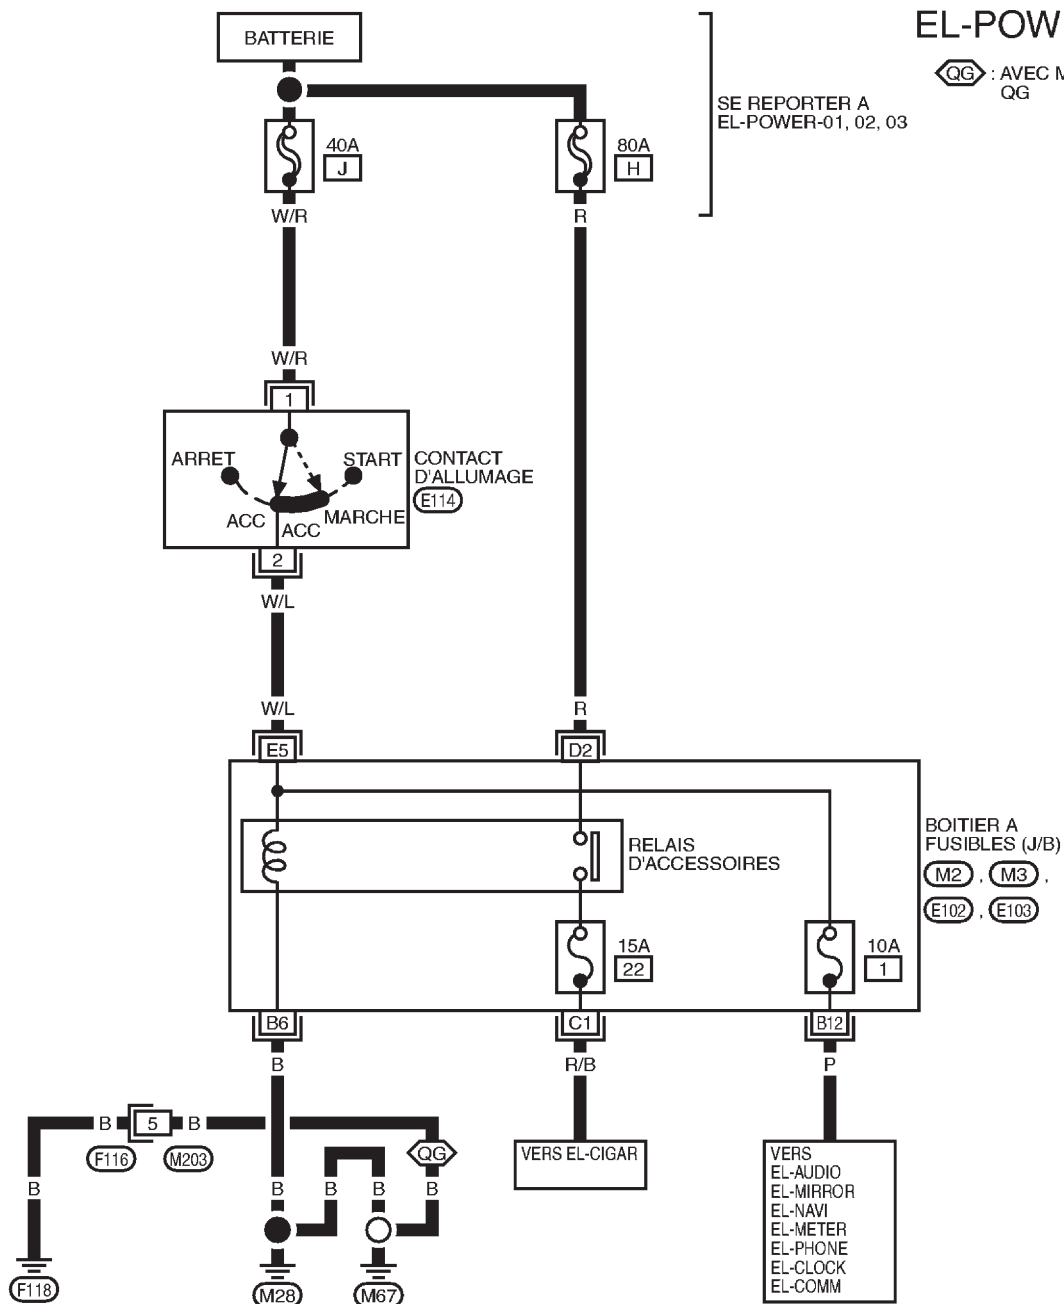 EL-POW
BATTERIE
QG : AVEC M
QG
SE REPORTER A
EL-POWER-01, 02, 03
40A
J
80A
H
W/R
R
W/R
1
ARRET
START
CONTACT
D'ALLUMAGE
E114
ACC
ACC
MARCHE
2
W/L
W/L
R
E5
D2
BOITIER A
FUSIBLES (J/B)
M2 , M3 ,
E102 , E103
RELAIS
D'ACCESSOIRES
15A
22
10A
1
B6
C1
B12
B
R/B
P
B
5
B
F116
M203
QG
VERS EL-CIGAR
VERS
EL-AUDIO
EL-MIRROR
EL-NAVI
EL-METER
EL-PHONE
EL-CLOCK
EL-COMM
B
B
B
B
B
F118
M28
M67